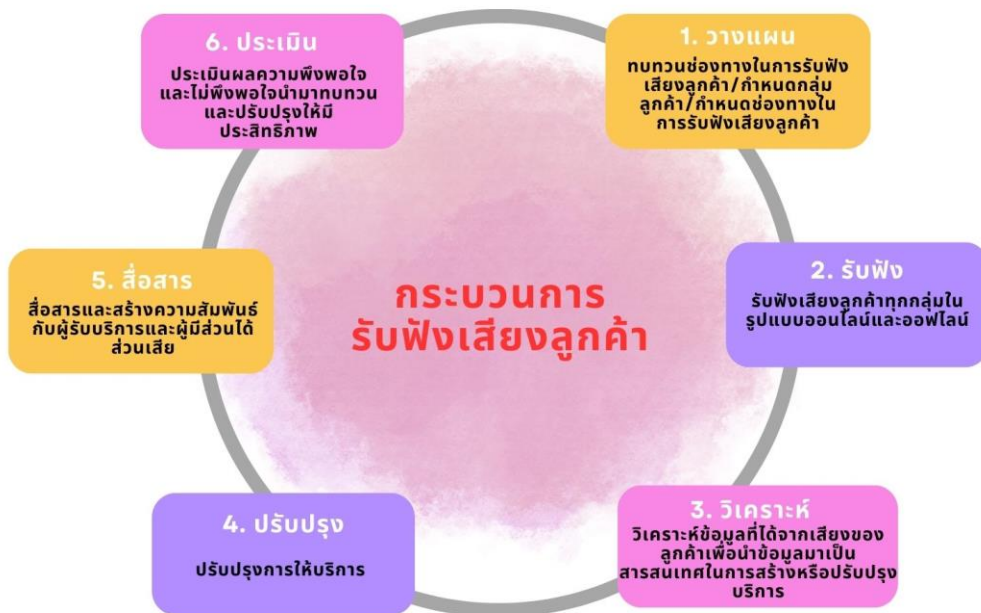 กระบวนการ
รับฟังเสียงลูกค้า
1. วางแผน
ทบทวนช่องทางในการรับฟัง
เสียงลูกค้า/กำหนดกลุ่ม
ลูกค้า/กำหนดช่องทางใน
การรับฟังเสียงลูกค้า
2. รับฟัง
รับฟังเสียงลูกค้าทุกกลุ่มใน
รูปแบบออนไลน์และออฟไลน์
3. วิเคราะห์
วิเคราะห์ข้อมูลที่ได้จากเสียงของ
ลูกค้าเพื่อนำข้อมูลมาเป็น
สารสนเทศในการสร้างหรือปรับปรุง
บริการ
4. ปรับปรุง
ปรับปรุงการให้บริการ
5. สื่อสาร
สื่อสารและสร้างความสัมพันธ์
กับผู้รับบริการและผู้มีส่วนได้
ส่วนเสีย
6. ประเมิน
ประเมินผลความพึงพอใจ
และไม่พึงพอใจนำมาทบทวน
และปรับปรุงให้มี
ประสิทธิภาพ